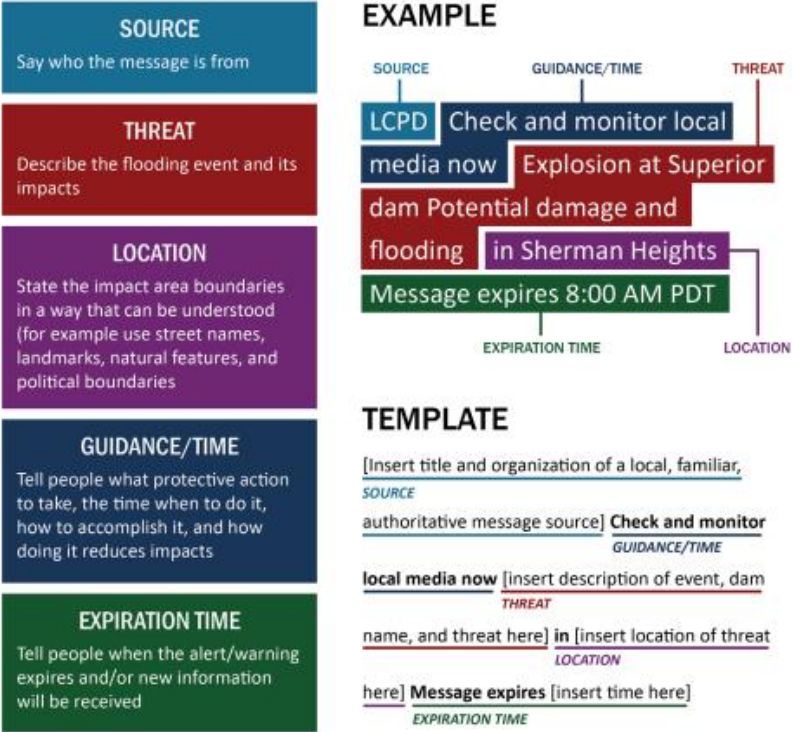 SOURCE
Say who the message is from
THREAT
Describe the flooding event and its
impacts
LOCATION
State the impact area boundaries
in a way that can be understood
(for example use street names,
landmarks, natural features, and
political boundaries
GUIDANCE/TIME
Tell people what protective action
to take, the time when to do it,
how to accomplish it, and how
doing it reduces impacts
EXPIRATION TIME
Tell people when the alert/warning
expires and/or new information
will be received
EXAMPLE
SOURCE GUIDANCE/TIME THREAT
LCPD Check and monitor local
media now Explosion at Superior
dam Potential damage and
flooding in Sherman Heights
Message expires 8:00 AM PDT
EXPIRATION TIME LOCATION
TEMPLATE
[Insert title and organization of a local, familiar,
SOURCE
authoritative message source] Check and monitor
GUIDANCE/TIME
local media now [insert description of event, dam
THREAT
name, and threat here] in [insert location of threat
LOCATION
here] Message expires [insert time here]
EXPIRATION TIME